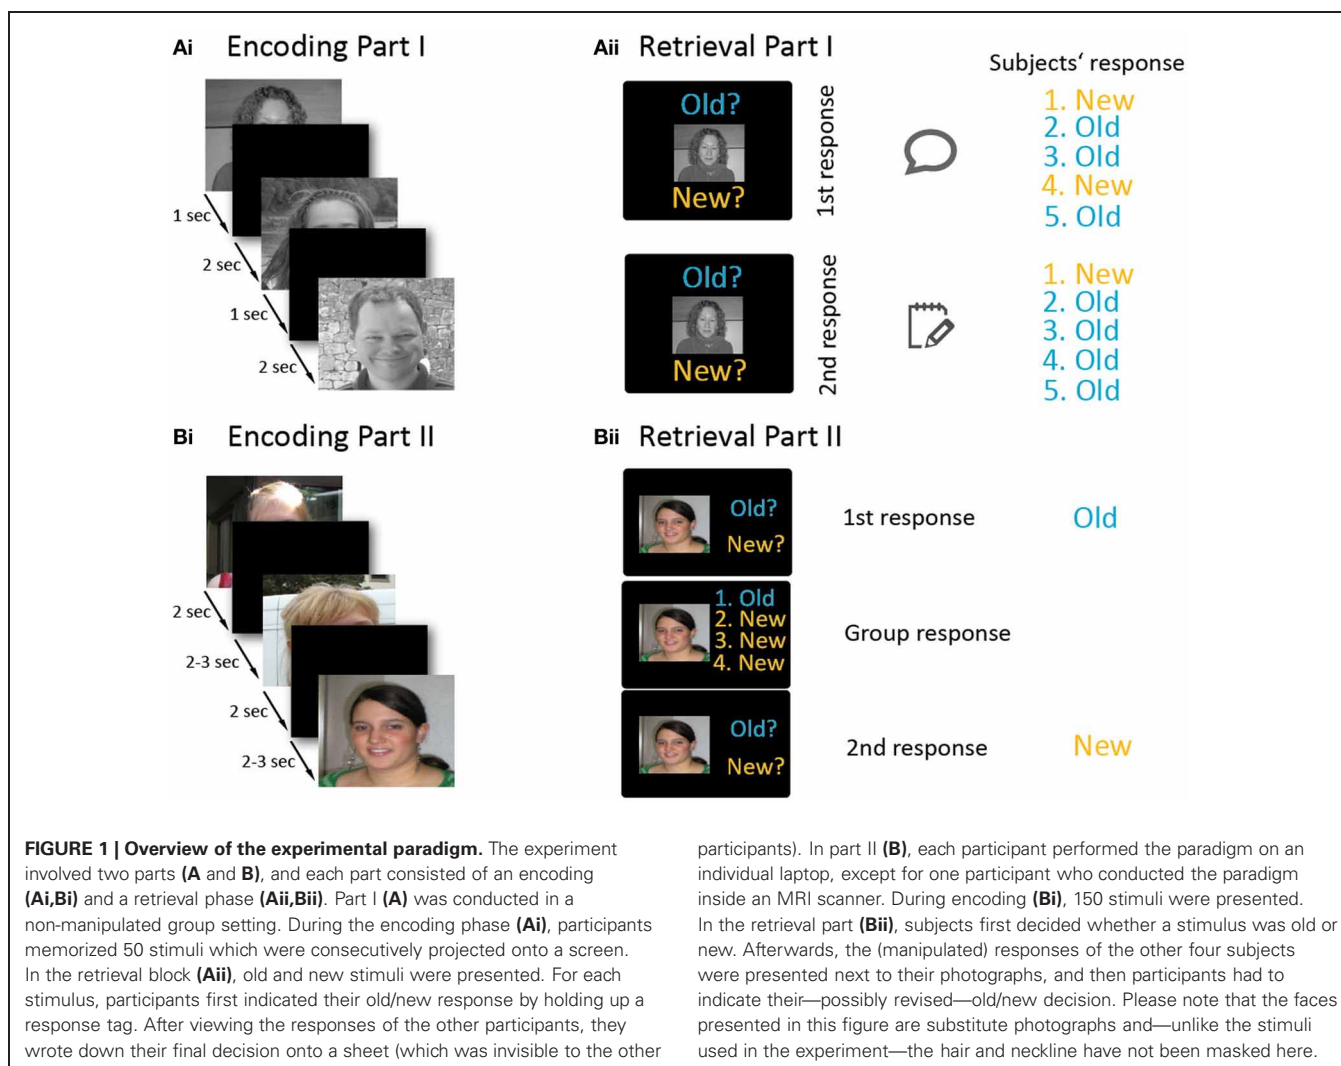 Ai Encoding Part I
1 sec
2 sec
1 sec
2 sec
Aii Retrieval Part I
Old?
New?
1st response
Old?
New?
2nd response
Subjects‘ response
1. New
2. Old
3. Old
4. New
5. Old
1. New
2. Old
3. Old
4. Old
5. Old
Bi Encoding Part II
2 sec
2-3 sec
2 sec
2-3 sec
Bii Retrieval Part II
Old?
New?
1st response
Old
1. Old
2. New
3. New
4. New
Group response
Old?
New?
2nd response
New
FIGURE 1 | Overview of the experimental paradigm. The experiment
involved two parts (A and B), and each part consisted of an encoding
(Ai,Bi) and a retrieval phase (Aii,Bii). Part I (A) was conducted in a
non-manipulated group setting. During the encoding phase (Ai), participants
memorized 50 stimuli which were consecutively projected onto a screen.
In the retrieval block (Aii), old and new stimuli were presented. For each
stimulus, participants first indicated their old/new response by holding up a
response tag. After viewing the responses of the other participants, they
wrote down their final decision onto a sheet (which was invisible to the other
participants). In part II (B), each participant performed the paradigm on an
individual laptop, except for one participant who conducted the paradigm
inside an MRI scanner. During encoding (Bi), 150 stimuli were presented.
In the retrieval part (Bii), subjects first decided whether a stimulus was old or
new. Afterwards, the (manipulated) responses of the other four subjects
were presented next to their photographs, and then participants had to
indicate their—possibly revised—old/new decision. Please note that the faces
presented in this figure are substitute photographs and—unlike the stimuli
used in the experiment—the hair and neckline have not been masked here.